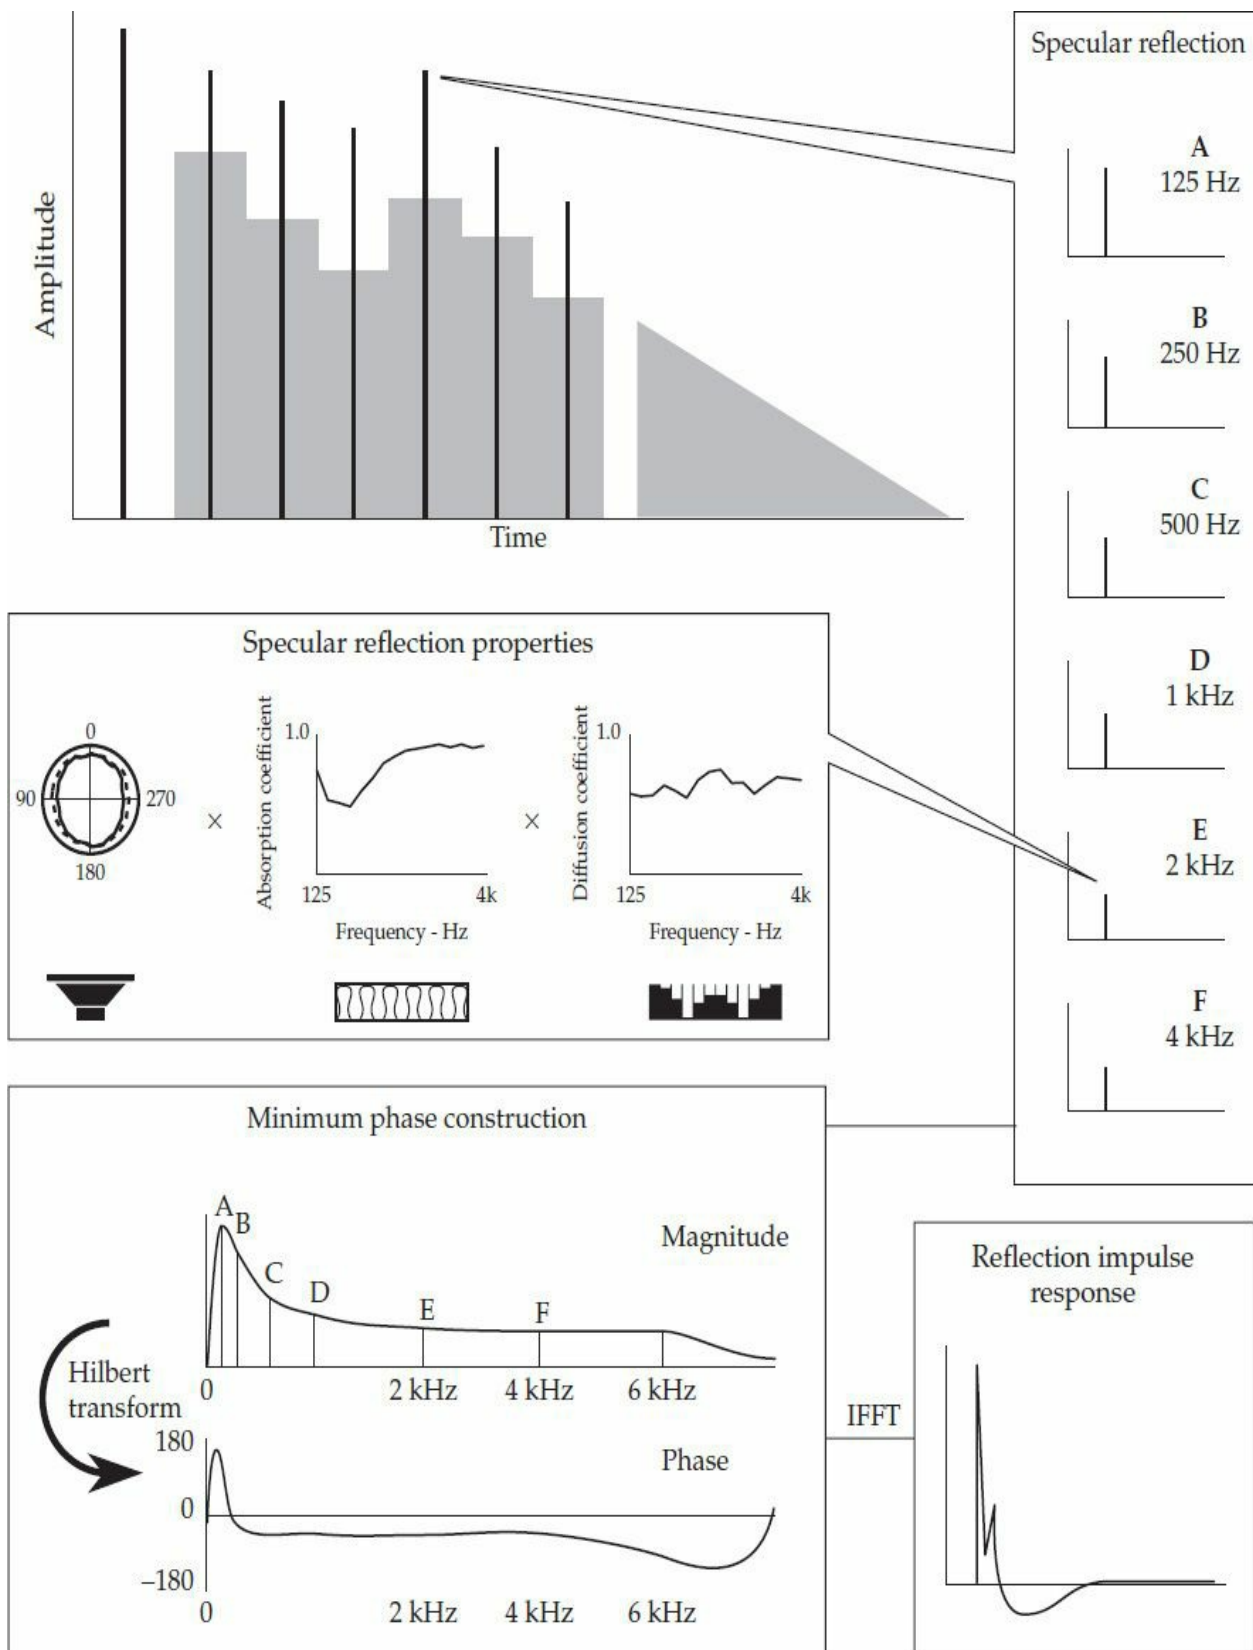 Amplitude
Time
Specular reflection
A
125 Hz
B
250 Hz
C
500 Hz
D
1 kHz
E
2 kHz
F
4 kHz
Specular reflection properties
0
90
270
180
×
Absorption coefficient
1.0
125
4k
Frequency - Hz
×
Diffusion coefficient
1.0
125
4k
Frequency - Hz
Minimum phase construction
A
B
C
D
E
F
Magnitude
0
2 kHz
4 kHz
6 kHz
Hilbert
transform
180
0
–180
Phase
0
2 kHz
4 kHz
6 kHz
IFFT
Reflection impulse
response